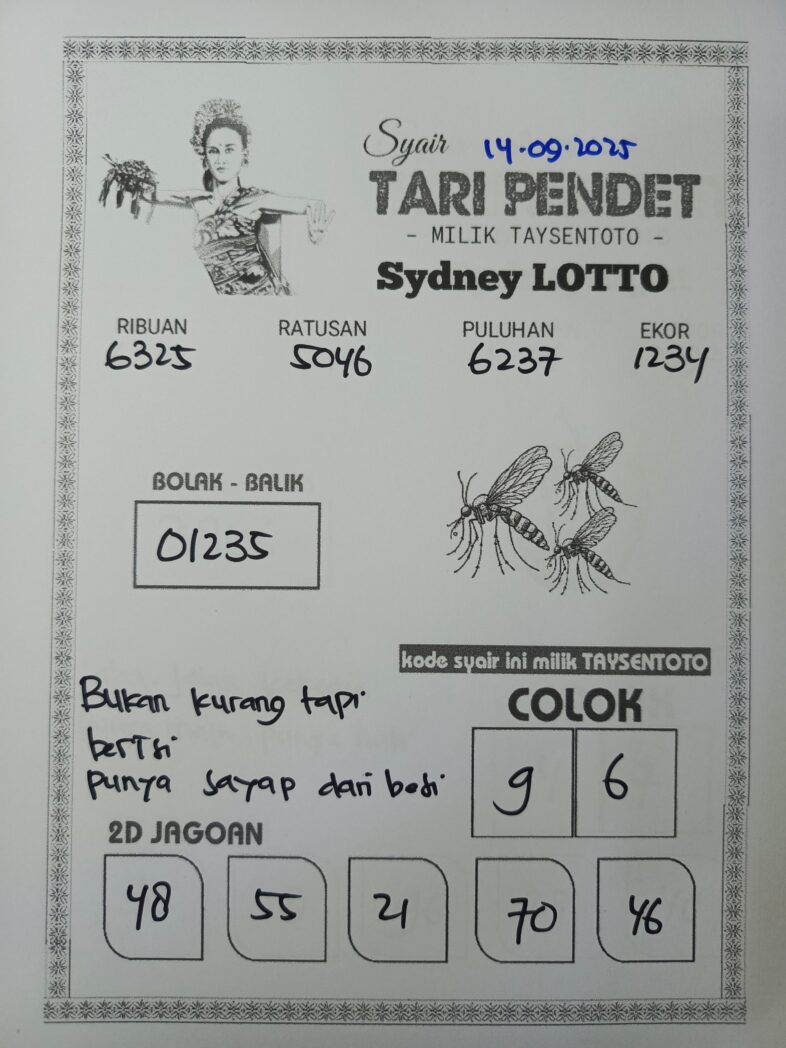 Syair 14.09.2025
TARI PENDET
- MILIK TAYSENTOTO -
Sydney LOTTO
RIBUAN RATUSAN PULUHAN EKOR
6325 5046 6237 1234
BOLAK - BALIK
01235
kode syair ini milik TAYSENTOTO
COLOK
9 6
Bukan kurang tapi
berisi
punya sayap dari besi
2D JAGOAN
48 55 21 70 46